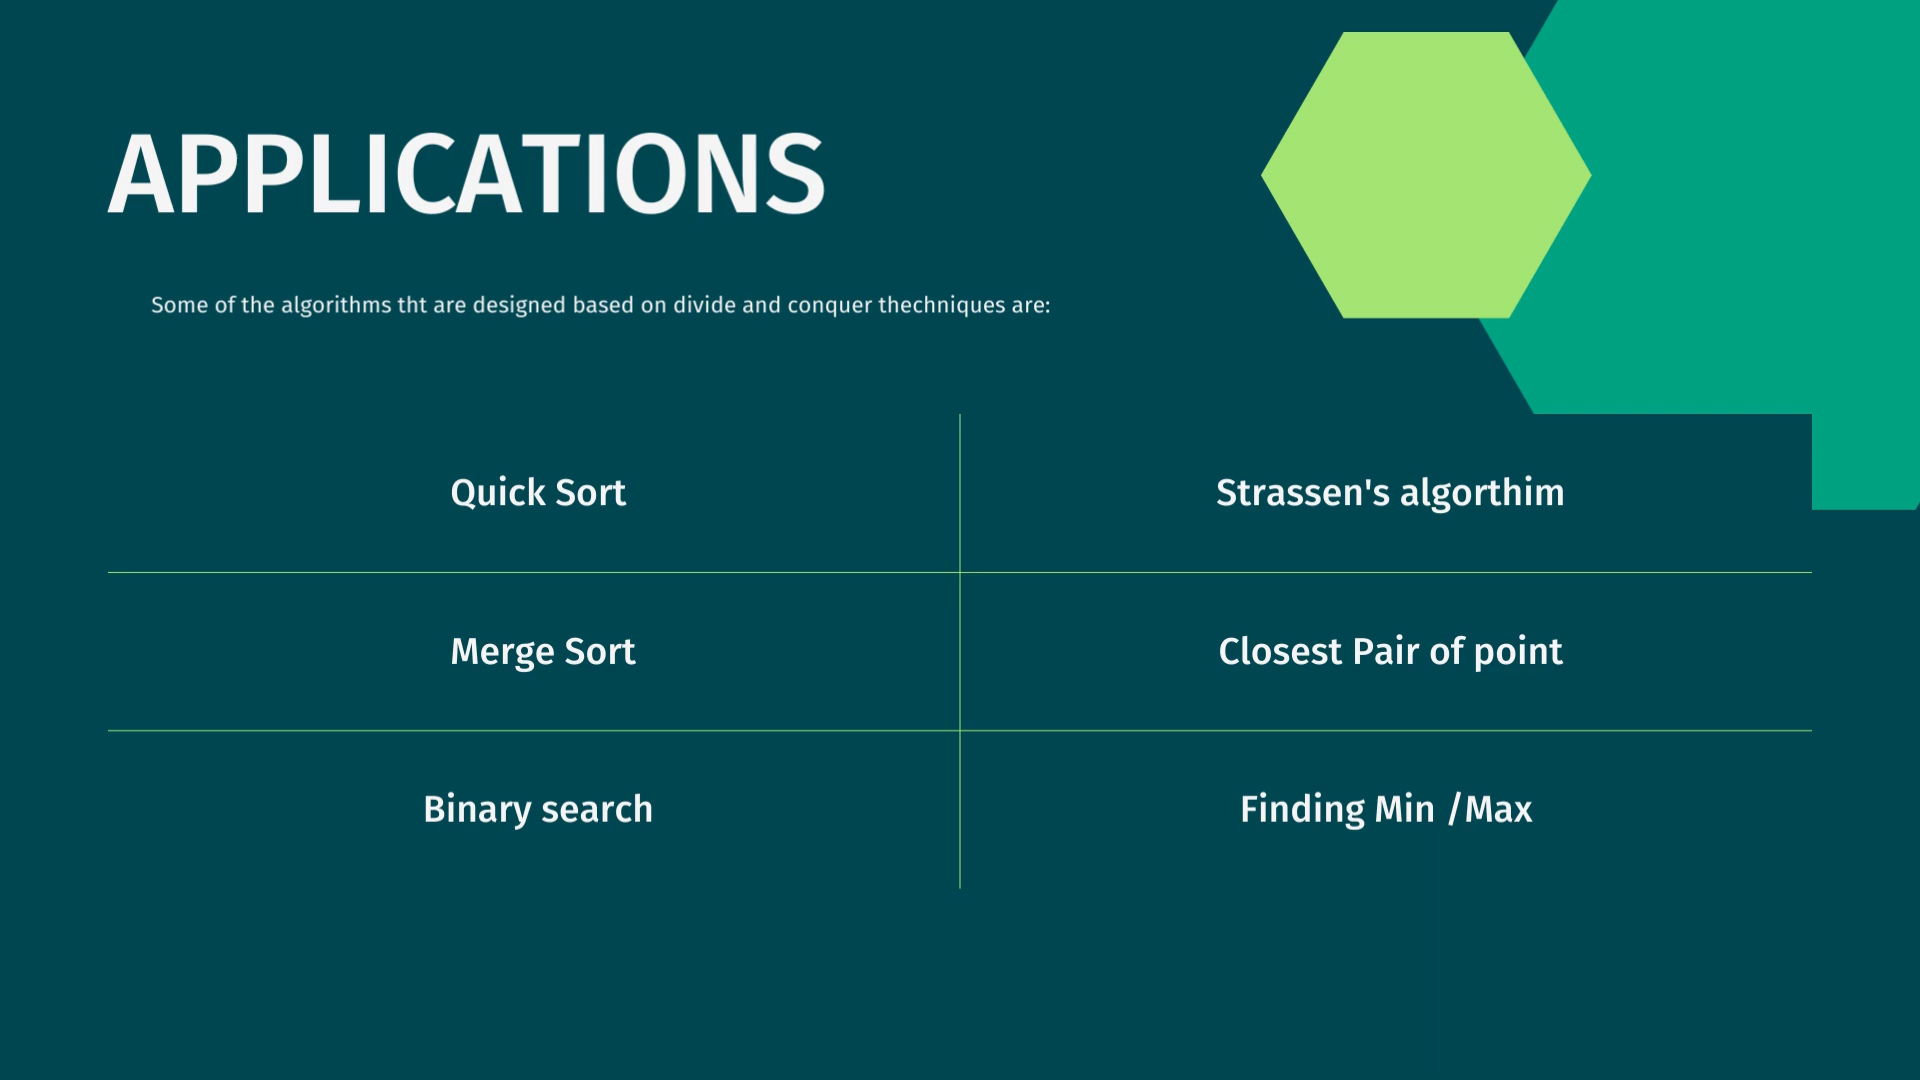 APPLICATIONS
Some of the algorithms tht are designed based on divide and conquer thechniques are:
Quick Sort
Strassen's algorthim
Merge Sort
Closest Pair of point
Binary search
Finding Min /Max